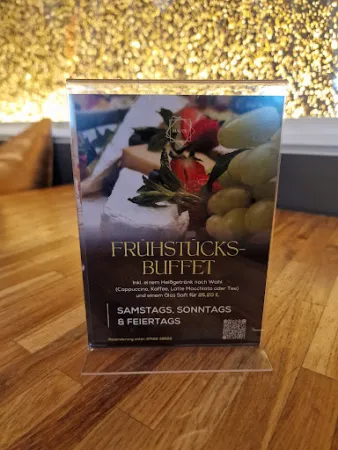 FRÜHSTÜCKS-
BUFFET
Inkl. einem Heißgetränk nach Wahl
(Cappuccino, Kaffee, Latte Macchiato oder Tee)
und einem Glas Saft für
SAMSTAGS, SONNTAGS
& FEIERTAGS